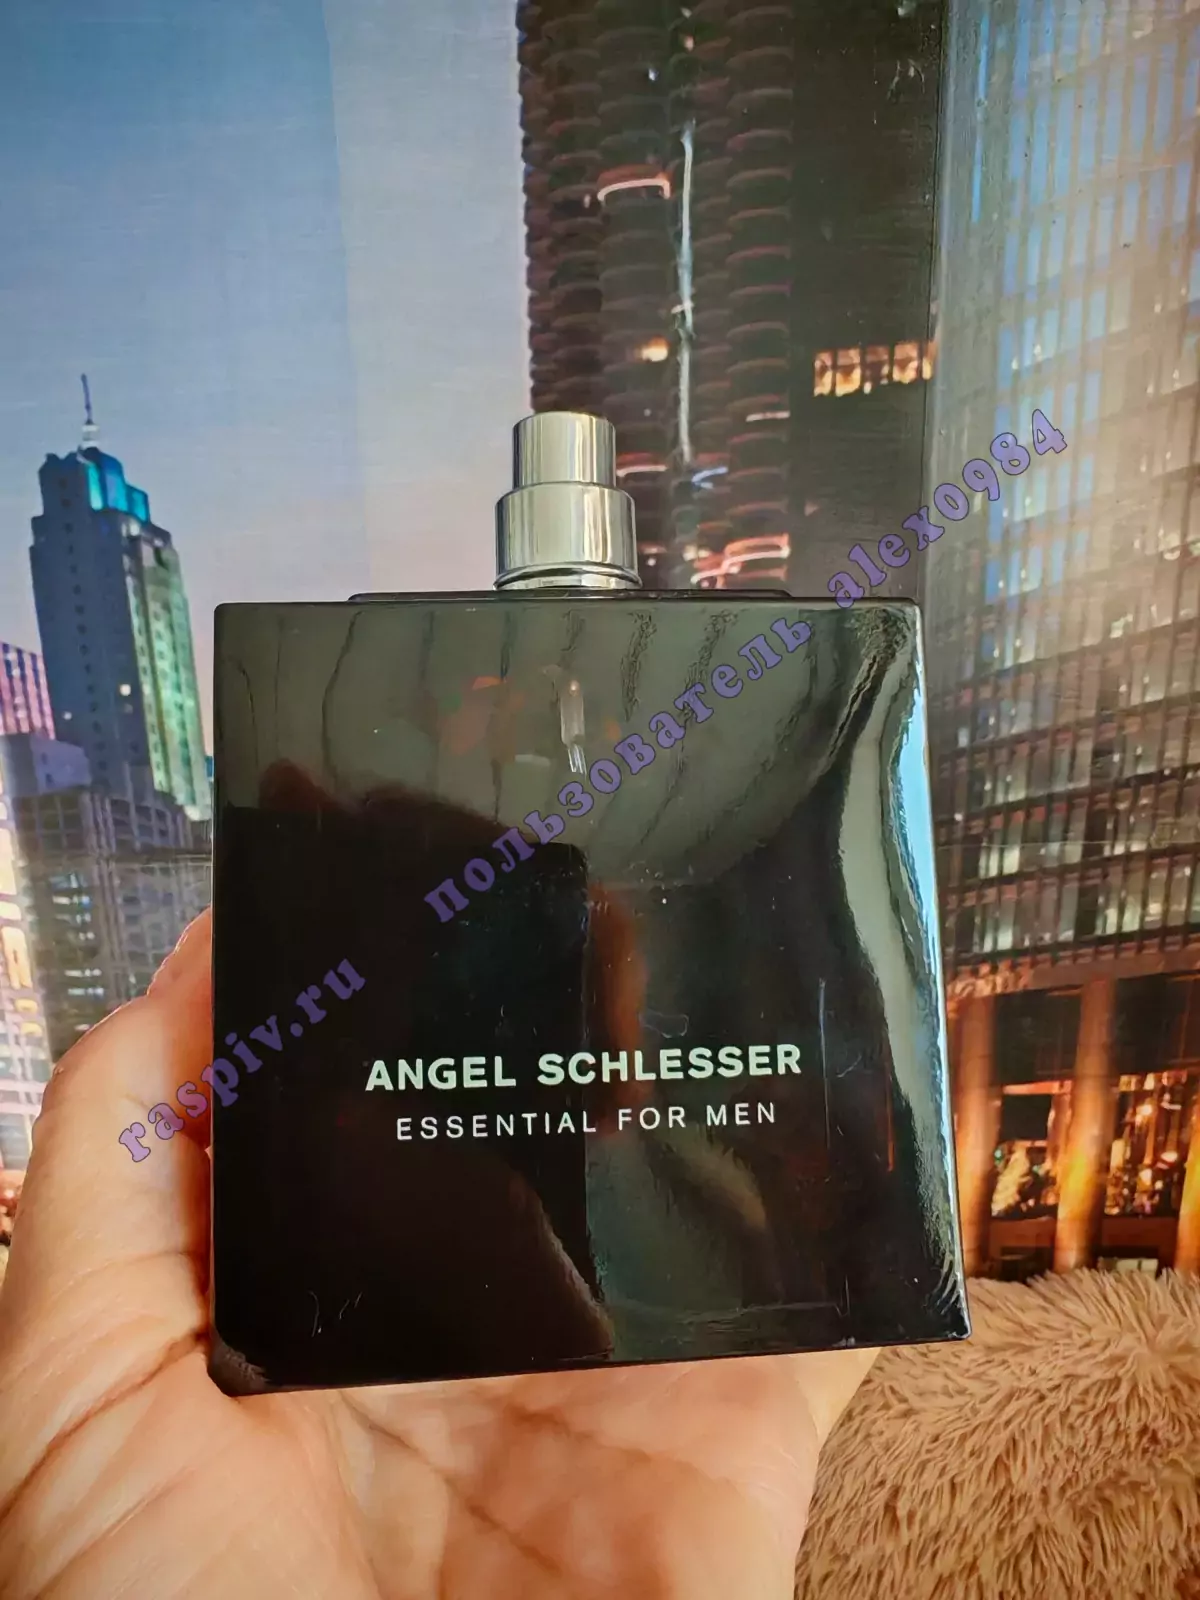 ANGEL SCHLESSER
ESSENTIAL FOR MEN
raspiv.ru пользователь alex0984